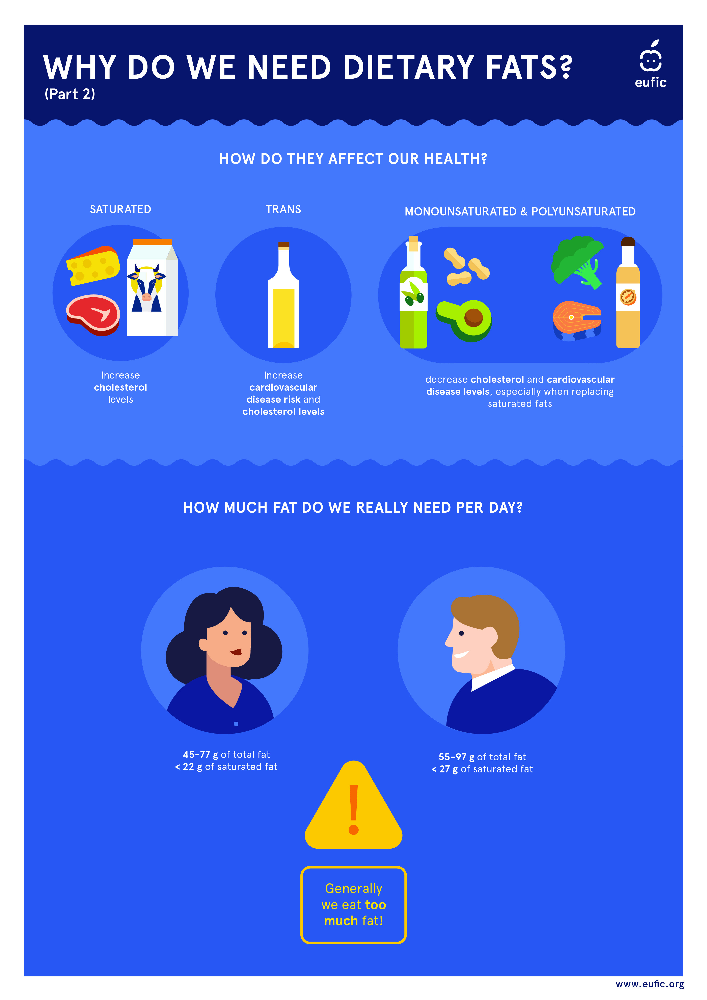 WHY DO WE NEED DIETARY FATS?
(Part 2)
eufic
HOW DO THEY AFFECT OUR HEALTH?
SATURATED
increase
cholesterol
levels
TRANS
increase
cardiovascular
disease risk and
cholesterol levels
MONOUNSATURATED & POLYUNSATURATED
decrease cholesterol and cardiovascular
disease levels, especially when replacing
saturated fats
HOW MUCH FAT DO WE REALLY NEED PER DAY?
45-77 g of total fat
< 22 g of saturated fat
55-97 g of total fat
< 27 g of saturated fat
!
Generally
we eat too
much fat!
www.eufic.org